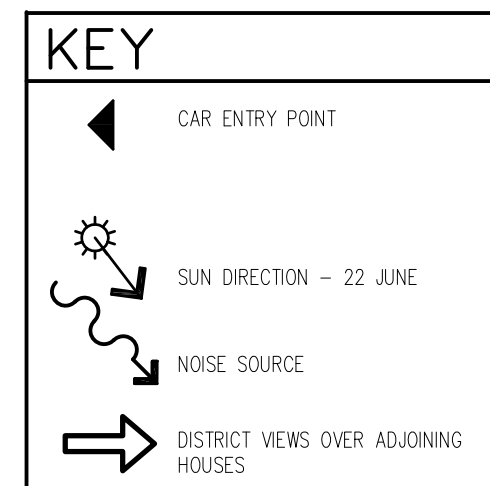 KEY
CAR ENTRY POINT
SUN DIRECTION – 22 JUNE
NOISE SOURCE
DISTRICT VIEWS OVER ADJOINING
HOUSES